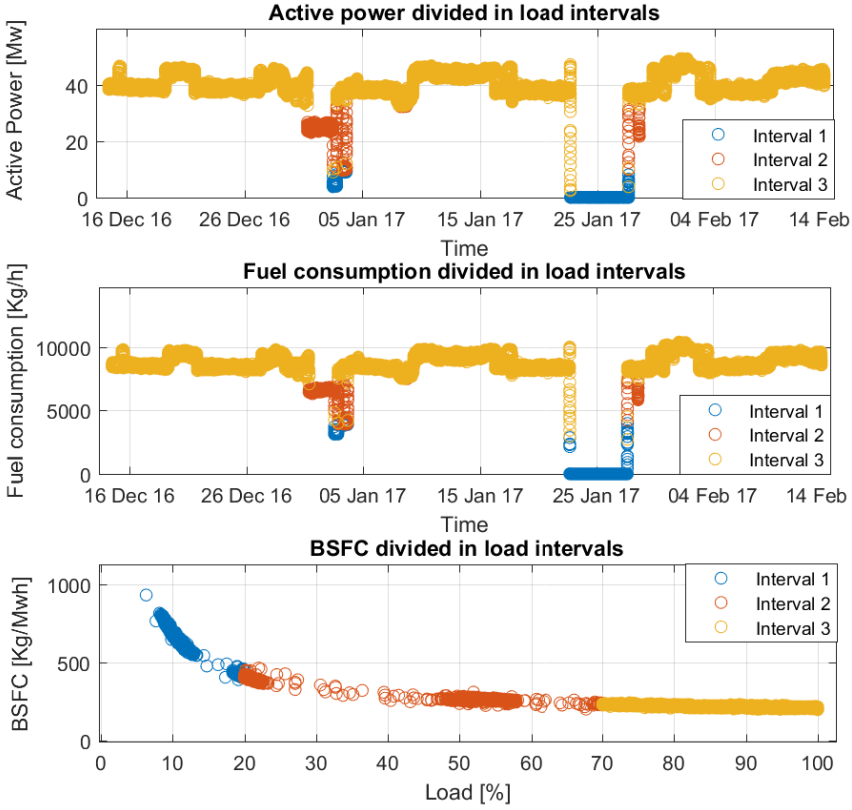 Active power divided in load intervals
Active Power [Mw]
40
20
0
Interval 1
Interval 2
Interval 3
16 Dec 16 26 Dec 16 05 Jan 17 15 Jan 17 25 Jan 17 04 Feb 17 14 Feb
Time
Fuel consumption divided in load intervals
Fuel consumption [Kg/h]
10000
5000
0
Interval 1
Interval 2
Interval 3
16 Dec 16 26 Dec 16 05 Jan 17 15 Jan 17 25 Jan 17 04 Feb 17 14 Feb
Time
BSFC divided in load intervals
BSFC [Kg/Mwh]
1000
500
0
Interval 1
Interval 2
Interval 3
0 10 20 30 40 50 60 70 80 90 100
Load [%]